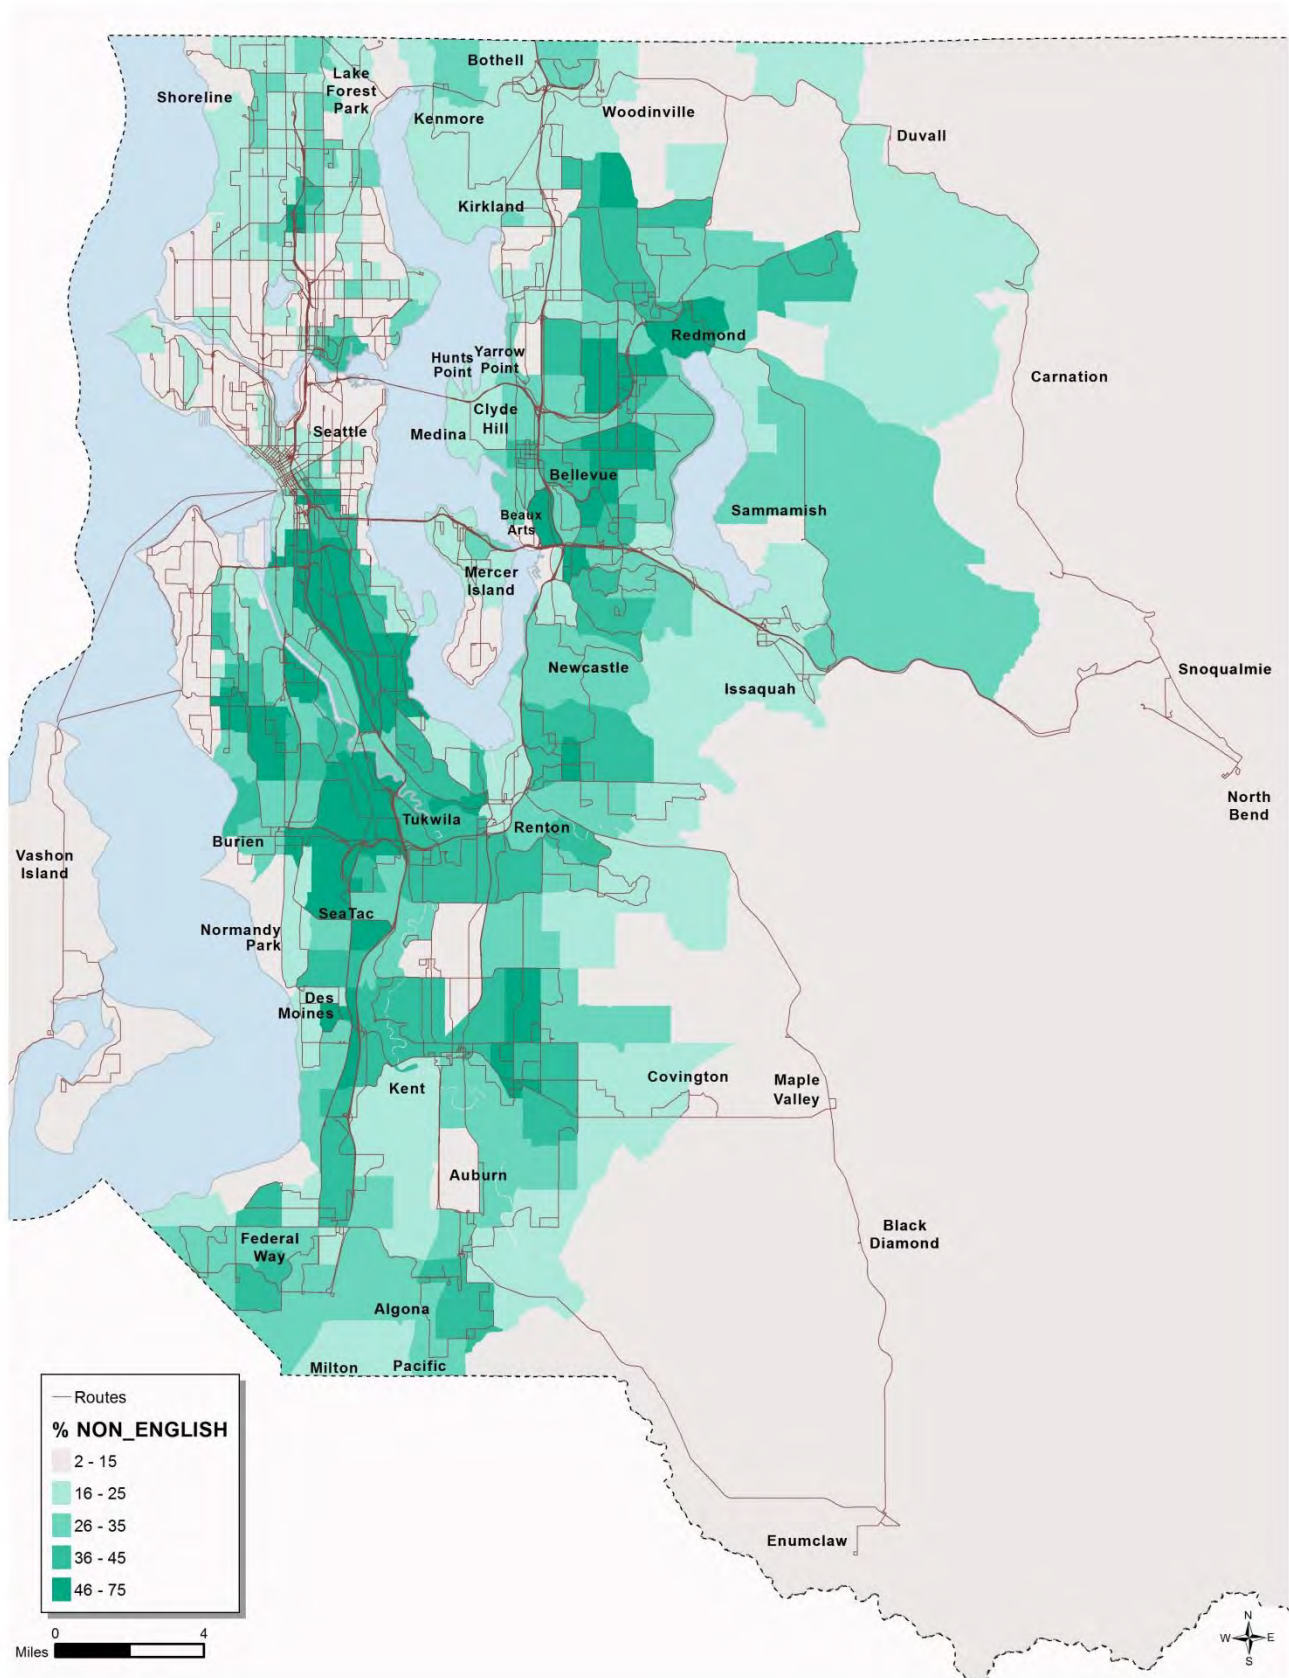 Bothell
Lake
Forest
Park
Shoreline
Kenmore
Woodinville
Duvall
Kirkland
Redmond
Hunts
Point
Yarrow
Point
Carnation
Clyde
Hill
Medina
Seattle
Bellevue
Beaux
Arts
Sammamish
Mercer
Island
Newcastle
Issaquah
Snoqualmie
North
Bend
Tukwila
Renton
Burien
Vashon
Island
SeaTac
Normandy
Park
Des
Moines
Kent
Covington
Maple
Valley
Auburn
Black
Diamond
Federal
Way
Algona
Milton
Pacific
Enumclaw
Routes
% NON_ENGLISH
2 - 15
16 - 25
26 - 35
36 - 45
46 - 75
0 4
Miles
N
W E
S